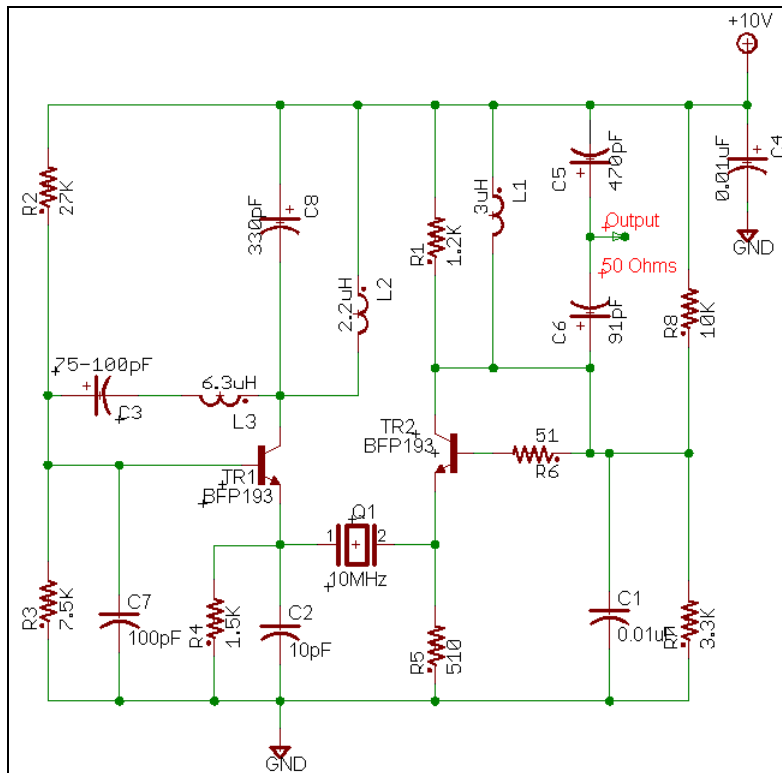 +10V
R2
27K
330pF
C8
2.2uH
L2
R1
1.2K
3uH
L1
C5
470pF
0.01uF
C4
GND
Output
50 Ohms
C6
91pF
R8
10K
75-100pF
C3
6.3uH
L3
TR1
BFP193
TR2
BFP193
51
R6
Q1
1
2
10MHz
R3
7.5K
C7
100pF
R4
1.5K
C2
10pF
R5
510
C1
0.01uF
3.3K
GND